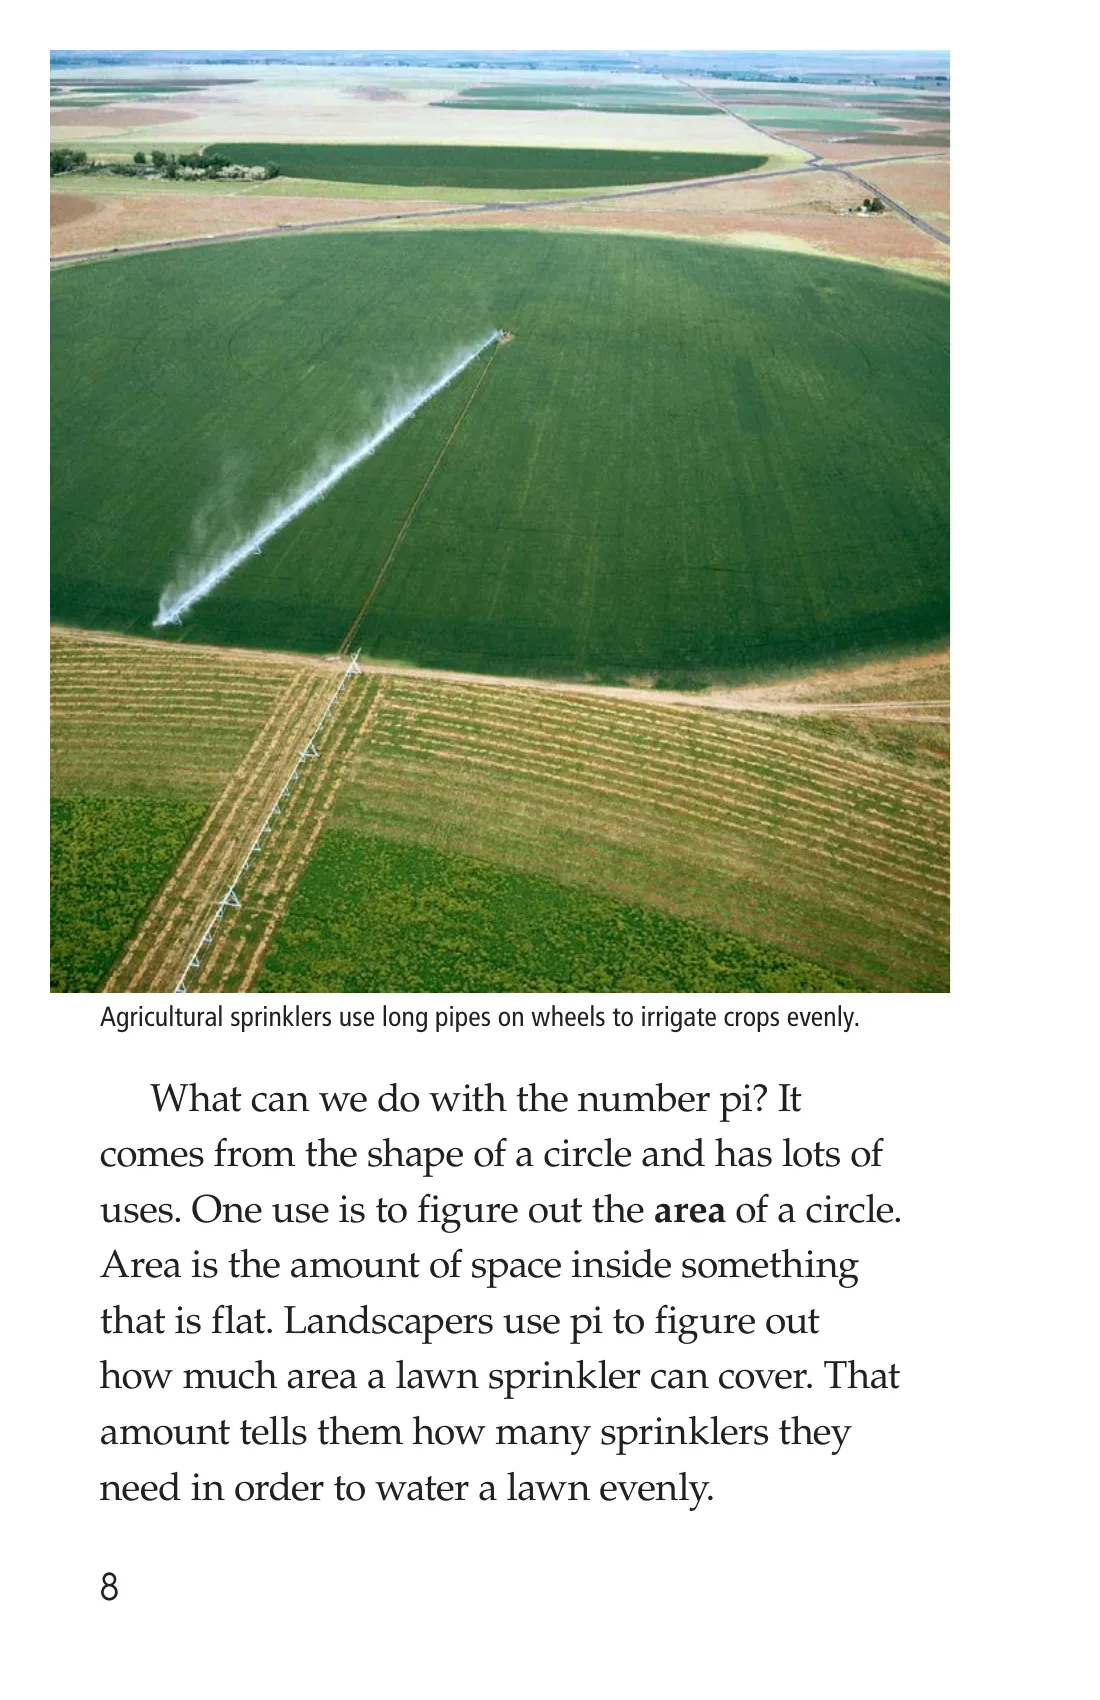 Agricultural sprinklers use long pipes on wheels to irrigate crops evenly.
What can we do with the number pi? It
comes from the shape of a circle and has lots of
uses. One use is to figure out the area of a circle.
Area is the amount of space inside something
that is flat. Landscapers use pi to figure out
how much area a lawn sprinkler can cover. That
amount tells them how many sprinklers they
need in order to water a lawn evenly.
8